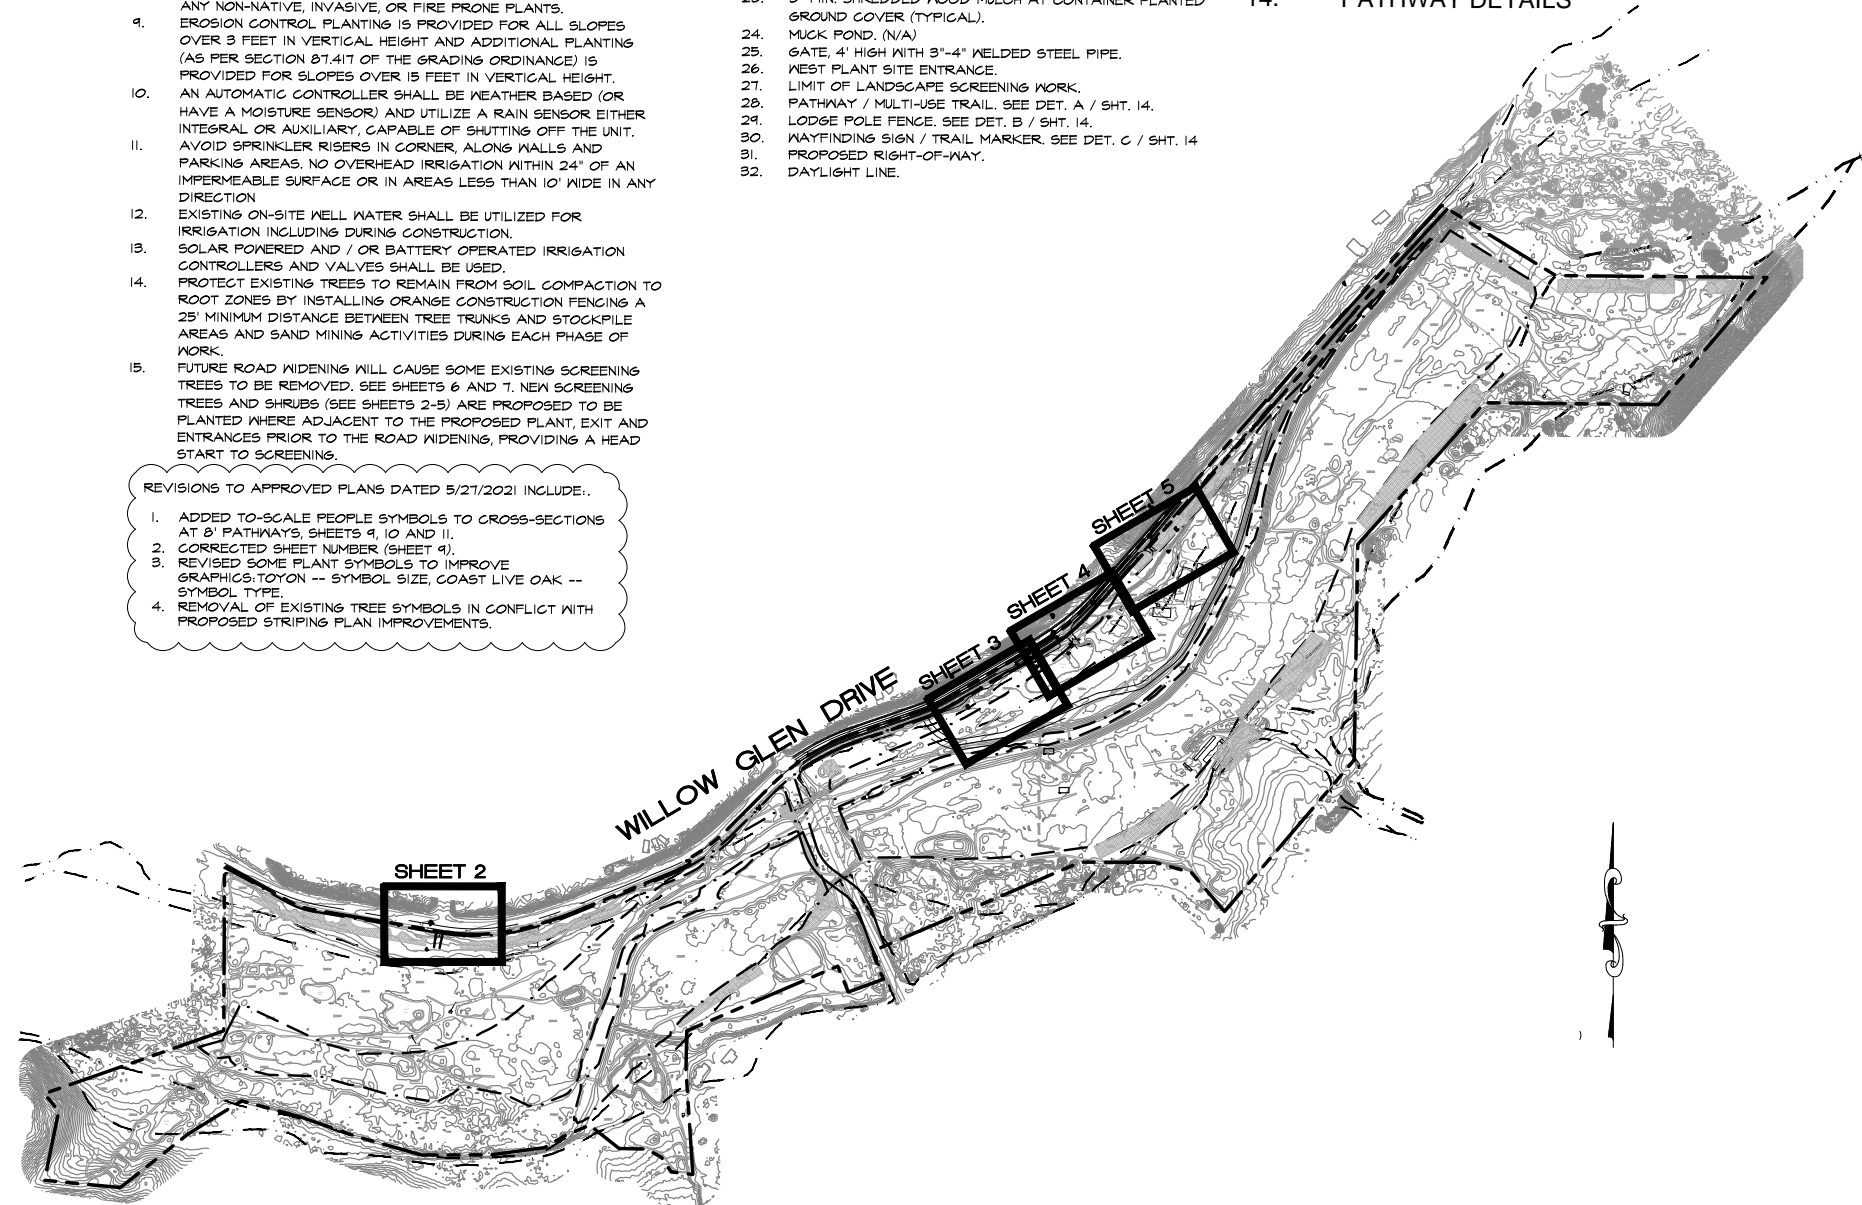 ANY NON-NATIVE, INVASIVE, OR FIRE PRONE PLANTS.
9. EROSION CONTROL PLANTING IS PROVIDED FOR ALL SLOPES
OVER 3 FEET IN VERTICAL HEIGHT AND ADDITIONAL PLANTING
(AS PER SECTION 87.417 OF THE GRADING ORDINANCE) IS
PROVIDED FOR SLOPES OVER 15 FEET IN VERTICAL HEIGHT.
10. AN AUTOMATIC CONTROLLER SHALL BE WEATHER BASED (OR
HAVE A MOISTURE SENSOR) AND UTILIZE A RAIN SENSOR EITHER
INTEGRAL OR AUXILIARY, CAPABLE OF SHUTTING OFF THE UNIT.
11. AVOID SPRINKLER RISERS IN CORNER, ALONG WALLS AND
PARKING AREAS. NO OVERHEAD IRRIGATION WITHIN 24" OF AN
IMPERMEABLE SURFACE OR IN AREAS LESS THAN 10' WIDE IN ANY
DIRECTION
12. EXISTING ON-SITE WELL WATER SHALL BE UTILIZED FOR
IRRIGATION INCLUDING DURING CONSTRUCTION.
13. SOLAR POWERED AND / OR BATTERY OPERATED IRRIGATION
CONTROLLERS AND VALVES SHALL BE USED.
14. PROTECT EXISTING TREES TO REMAIN FROM SOIL COMPACTION TO
ROOT ZONES BY INSTALLING ORANGE CONSTRUCTION FENCING A
25' MINIMUM DISTANCE BETWEEN TREE TRUNKS AND STOCKPILE
AREAS AND SAND MINING ACTIVITIES DURING EACH PHASE OF
WORK.
15. FUTURE ROAD WIDENING WILL CAUSE SOME EXISTING SCREENING
TREES TO BE REMOVED. SEE SHEETS 6 AND 7. NEW SCREENING
TREES AND SHRUBS (SEE SHEETS 2-5) ARE PROPOSED TO BE
PLANTED WHERE ADJACENT TO THE PROPOSED PLANT, EXIT AND
ENTRANCES PRIOR TO THE ROAD WIDENING, PROVIDING A HEAD
START TO SCREENING.
REVISIONS TO APPROVED PLANS DATED 5/27/2021 INCLUDE:.
1. ADDED TO-SCALE PEOPLE SYMBOLS TO CROSS-SECTIONS
AT 8' PATHWAYS, SHEETS 9, 10 AND 11.
2. CORRECTED SHEET NUMBER (SHEET 9).
3. REVISED SOME PLANT SYMBOLS TO IMPROVE
GRAPHICS:TOYON -- SYMBOL SIZE, COAST LIVE OAK --
SYMBOL TYPE.
4. REMOVAL OF EXISTING TREE SYMBOLS IN CONFLICT WITH
PROPOSED STRIPING PLAN IMPROVEMENTS.
MIN. SHREDDED WOOD MULCH AT CONTAINER PLANTED
GROUND COVER (TYPICAL).
24. MUCK POND. (N/A)
25. GATE, 4' HIGH WITH 3"-4" WELDED STEEL PIPE.
26. WEST PLANT SITE ENTRANCE.
27. LIMIT OF LANDSCAPE SCREENING WORK.
28. PATHWAY / MULTI-USE TRAIL. SEE DET. A / SHT. 14.
29. LODGE POLE FENCE. SEE DET. B / SHT. 14.
30. WAYFINDING SIGN / TRAIL MARKER. SEE DET. C / SHT. 14
31. PROPOSED RIGHT-OF-WAY.
32. DAYLIGHT LINE.
14. PATHWAY DETAILS
SHEET 5
SHEET 4
SHEET 3
WILLOW GLEN DRIVE
SHEET 2